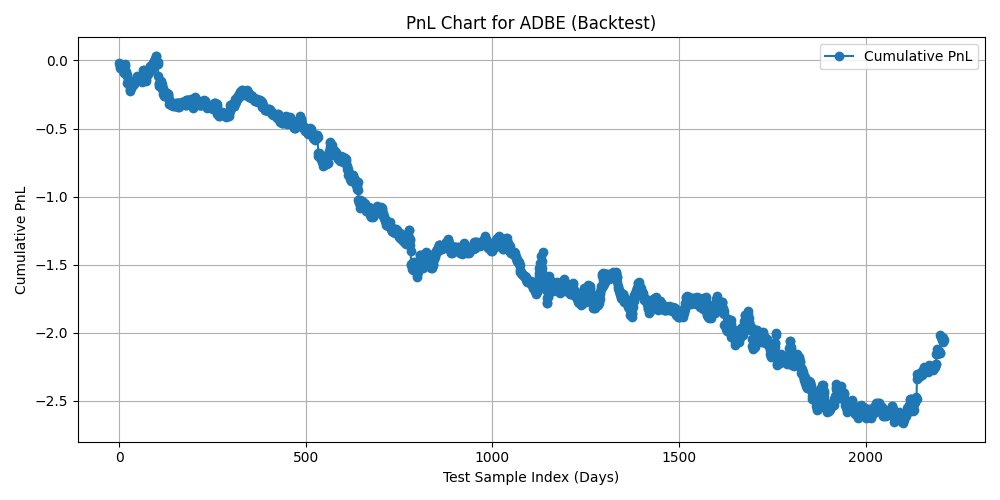 PnL Chart for ADBE (Backtest)
Cumulative PnL
0.0
−0.5
−1.0
−1.5
−2.0
−2.5
Cumulative PnL
0 500 1000 1500 2000
Test Sample Index (Days)